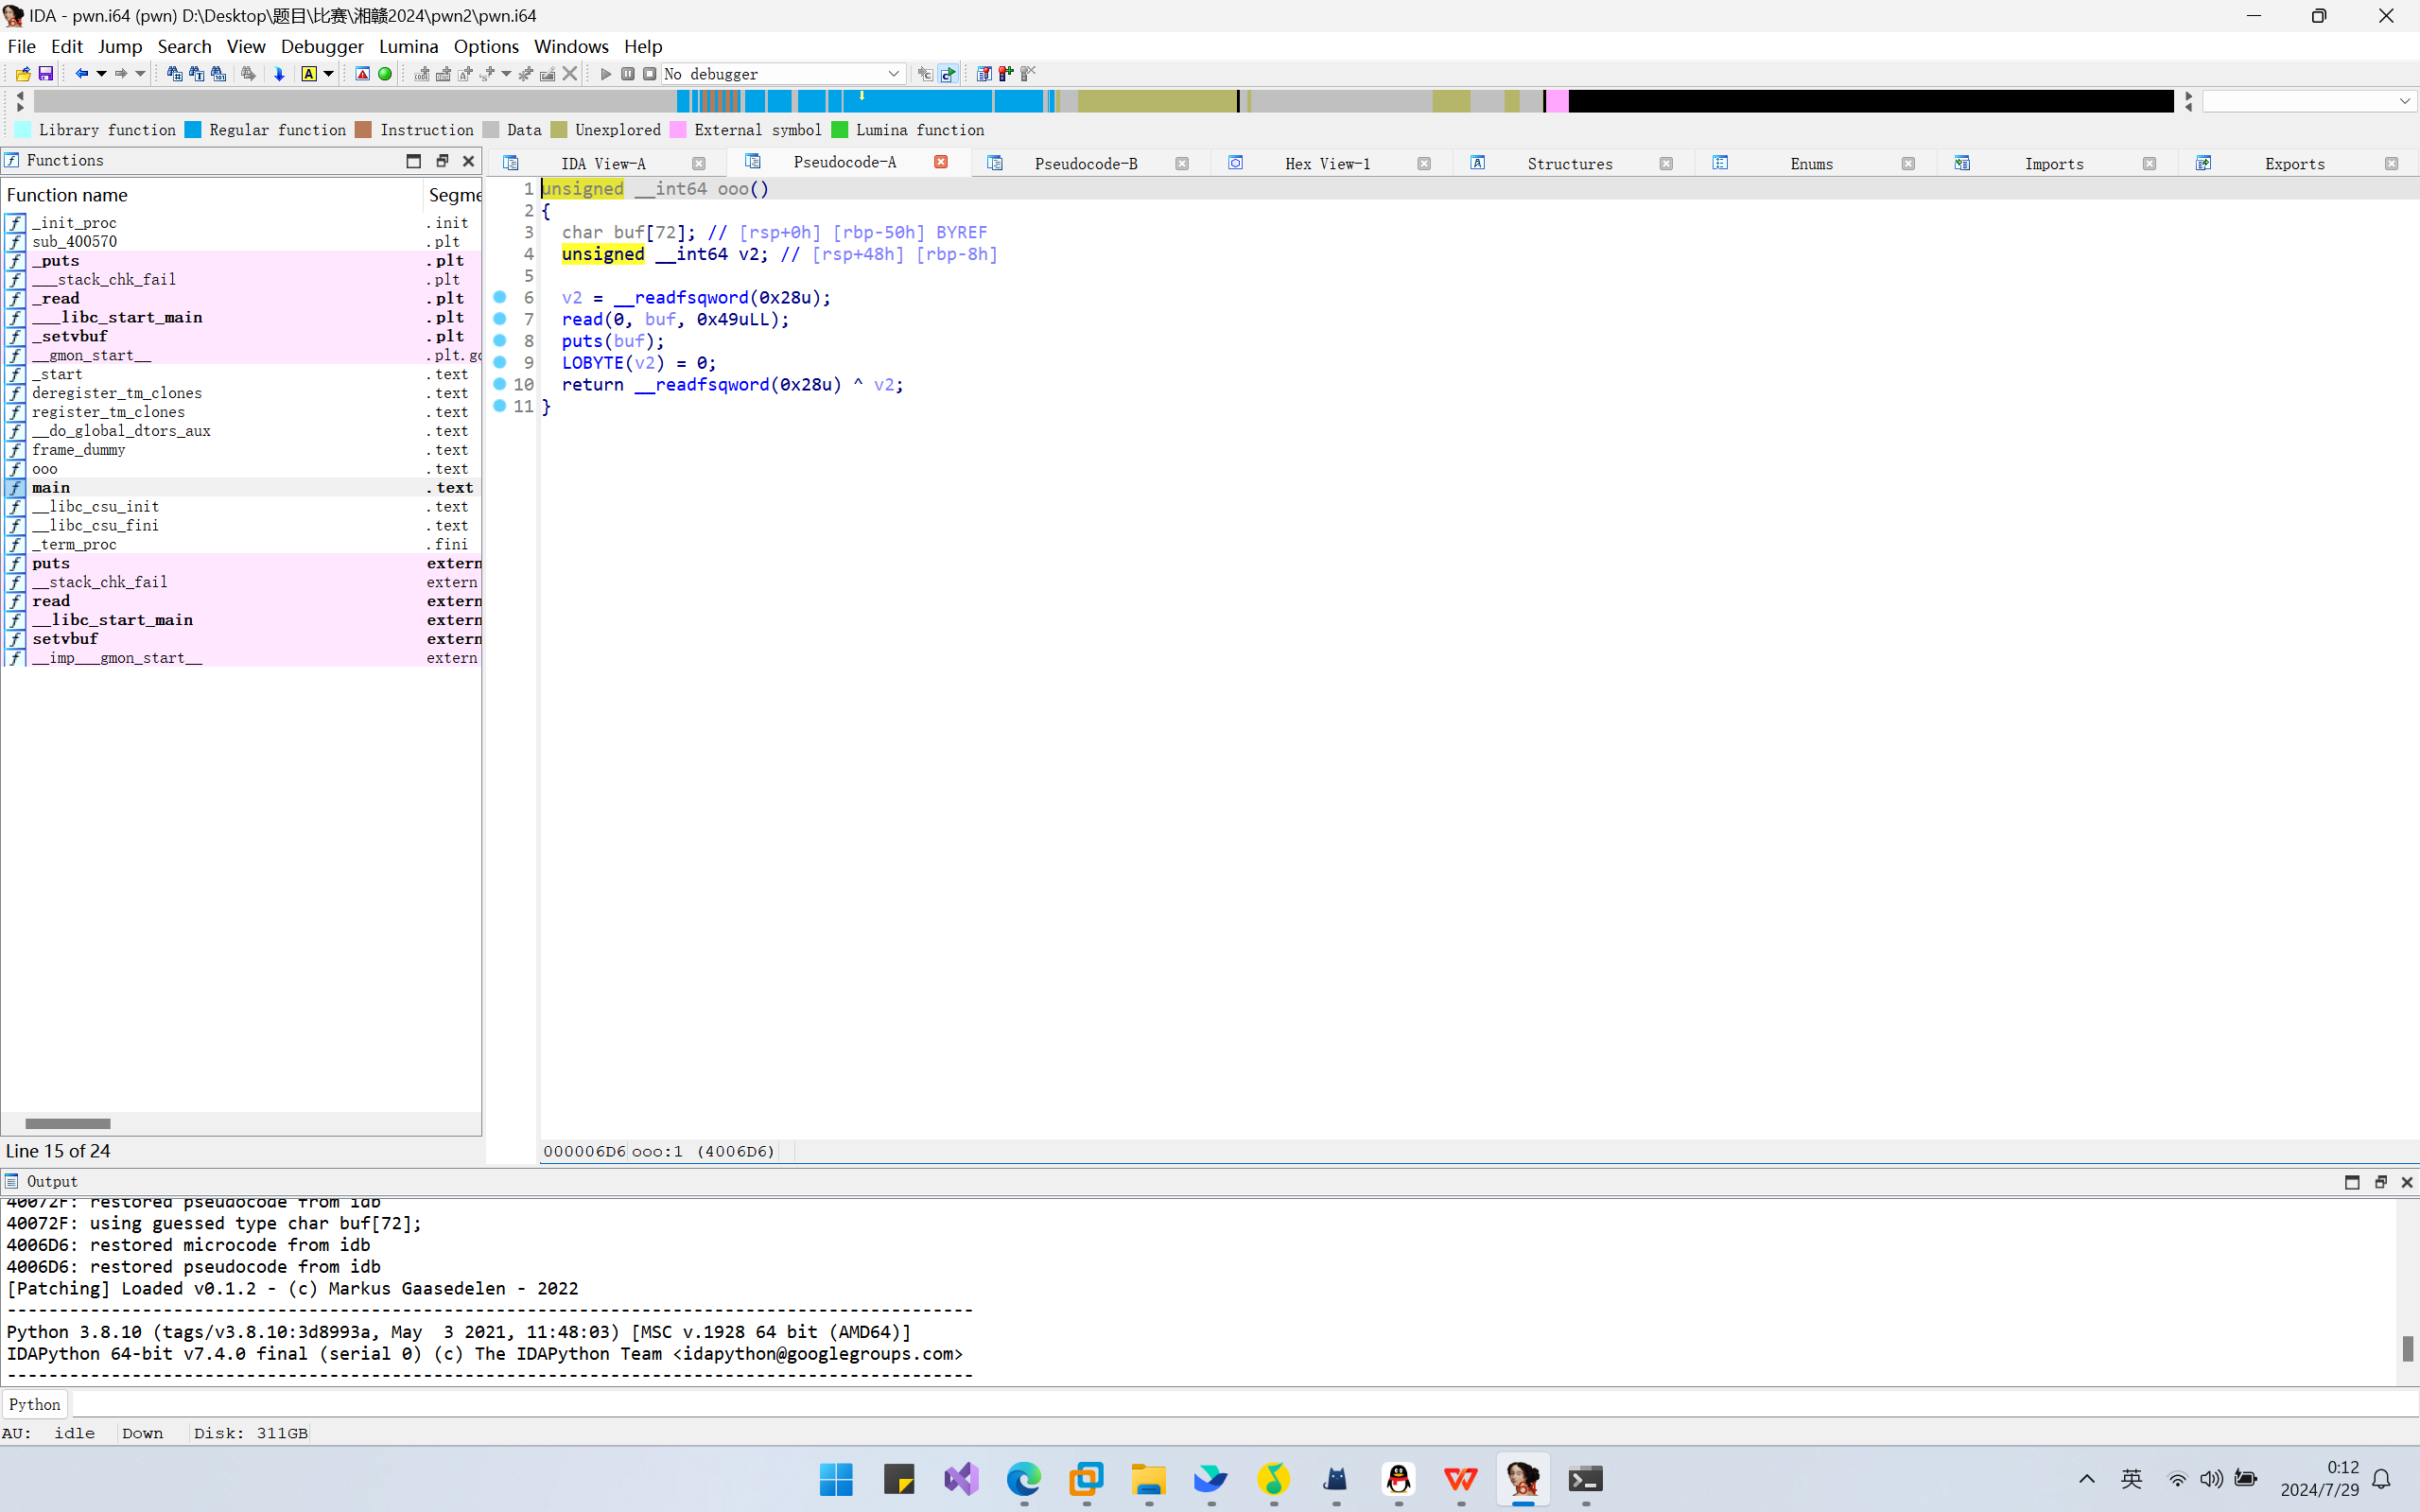 IDA - pwn.i64 (pwn) D:\Desktop\题目\比赛\湘赣2024\pwn2\pwn.i64
File Edit Jump Search View Debugger Lumina Options Windows Help
No debugger
Library function Regular function Instruction Data Unexplored External symbol Lumina function
Functions
Function name Segme
_init_proc .init
sub_400570 .plt
_puts .plt
___stack_chk_fail .plt
_read .plt
___libc_start_main .plt
_setvbuf .plt
__gmon_start__ .plt.go
_start .text
deregister_tm_clones .text
register_tm_clones .text
__do_global_dtors_aux .text
frame_dummy .text
ooo .text
main .text
__libc_csu_init .text
__libc_csu_fini .text
_term_proc .fini
puts extern
__stack_chk_fail extern
read extern
__libc_start_main extern
setvbuf extern
__imp___gmon_start__ extern
Line 15 of 24
IDA View-A Pseudocode-A Pseudocode-B Hex View-1 Structures Enums Imports Exports
1 unsigned __int64 ooo()
2 {
3 char buf[72]; // [rsp+0h] [rbp-50h] BYREF
4 unsigned __int64 v2; // [rsp+48h] [rbp-8h]
5
6 v2 = __readfsqword(0x28u);
7 read(0, buf, 0x49uLL);
8 puts(buf);
9 LOBYTE(v2) = 0;
10 return __readfsqword(0x28u) ^ v2;
11 }
000006D6 ooo:1 (4006D6)
Output
40072F: restored pseudocode from idb
40072F: using guessed type char buf[72];
4006D6: restored microcode from idb
4006D6: restored pseudocode from idb
[Patching] Loaded v0.1.2 - (c) Markus Gaasedelen - 2022
---------------------------------------------------------------------------------------------
Python 3.8.10 (tags/v3.8.10:3d8993a, May  3 2021, 11:48:03) [MSC v.1928 64 bit (AMD64)]
IDAPython 64-bit v7.4.0 final (serial 0) (c) The IDAPython Team <idapython@googlegroups.com>
---------------------------------------------------------------------------------------------
Python
AU: idle Down Disk: 311GB
64
英
0:12
2024/7/29